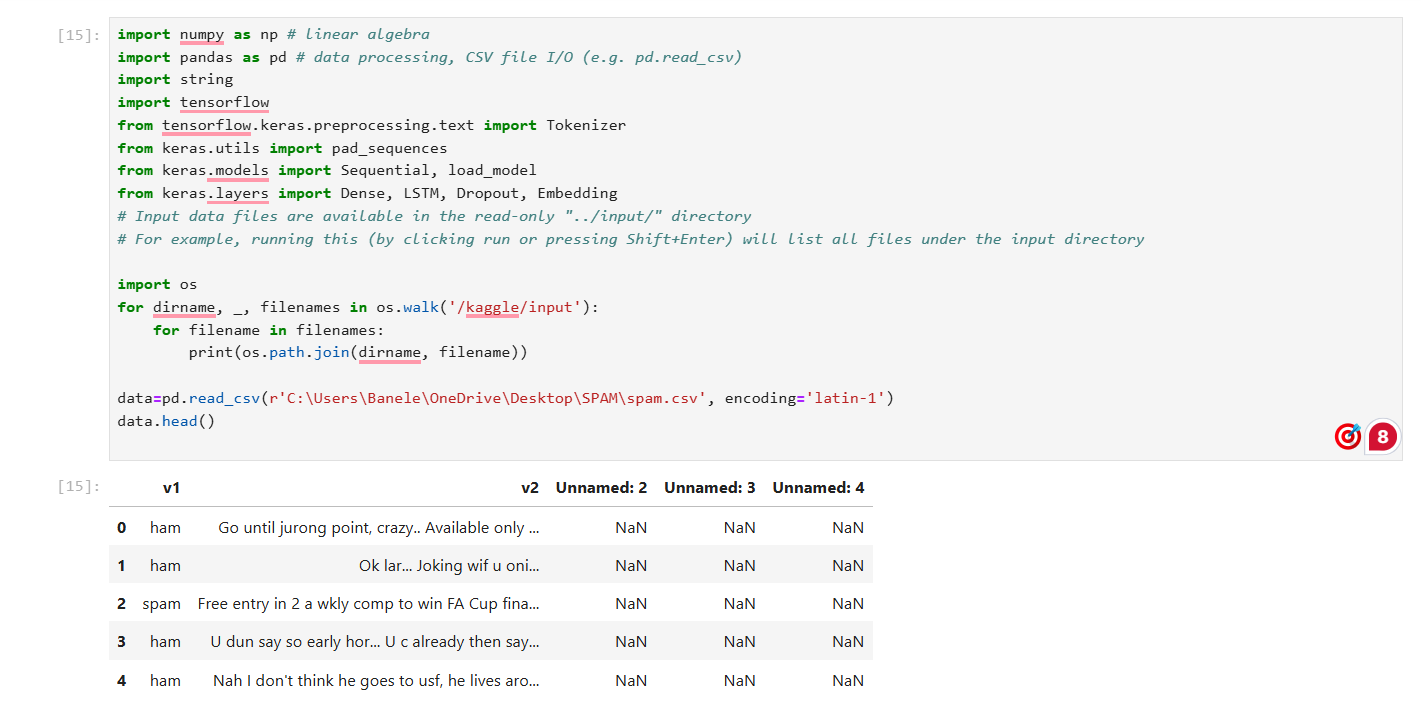 [15]:
import numpy as np # linear algebra
import pandas as pd # data processing, CSV file I/O (e.g. pd.read_csv)
import string
import tensorflow
from tensorflow.keras.preprocessing.text import Tokenizer
from keras.utils import pad_sequences
from keras.models import Sequential, load_model
from keras.layers import Dense, LSTM, Dropout, Embedding
# Input data files are available in the read-only "../input/" directory
# For example, running this (by clicking run or pressing Shift+Enter) will list all files under the input directory

import os
for dirname, _, filenames in os.walk('/kaggle/input'):
    for filename in filenames:
        print(os.path.join(dirname, filename))

data=pd.read_csv(r'C:\Users\Banele\OneDrive\Desktop\SPAM\spam.csv', encoding='latin-1')
data.head()
8
[15]:
v1 v2 Unnamed: 2 Unnamed: 3 Unnamed: 4
0 ham Go until jurong point, crazy.. Available only ... NaN NaN NaN
1 ham Ok lar... Joking wif u oni... NaN NaN NaN
2 spam Free entry in 2 a wkly comp to win FA Cup fina... NaN NaN NaN
3 ham U dun say so early hor... U c already then say... NaN NaN NaN
4 ham Nah I don't think he goes to usf, he lives aro... NaN NaN NaN